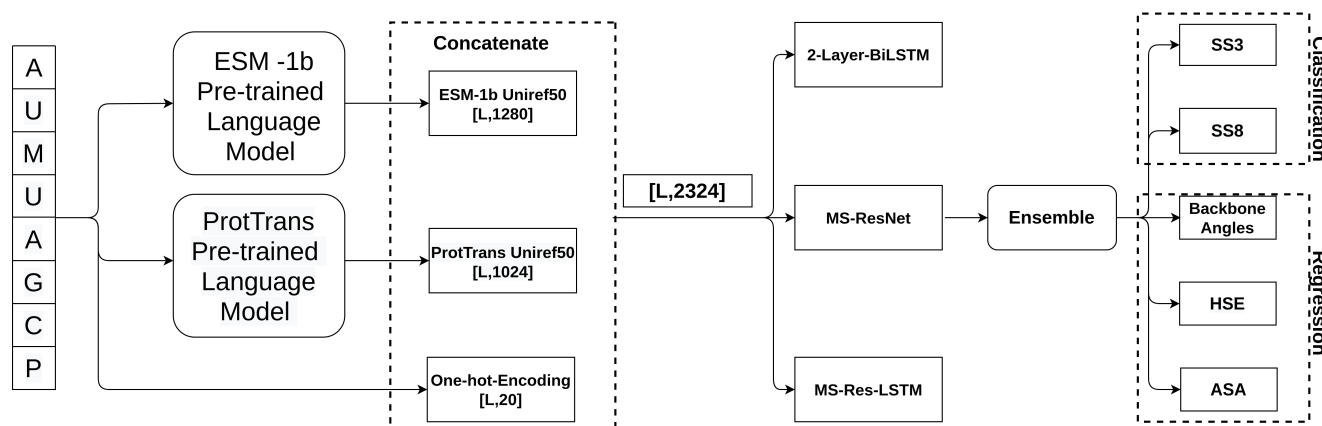 A
U
M
U
A
G
C
P
ESM -1b
Pre-trained
Language
Model
ProtTrans
Pre-trained
Language
Model
Concatenate
ESM-1b Uniref50
[L,1280]
ProtTrans Uniref50
[L,1024]
One-hot-Encoding
[L,20]
[L,2324]
2-Layer-BiLSTM
MS-ResNet
MS-Res-LSTM
Ensemble
SS3
SS8
Classification
Backbone
Angles
HSE
ASA
Regression